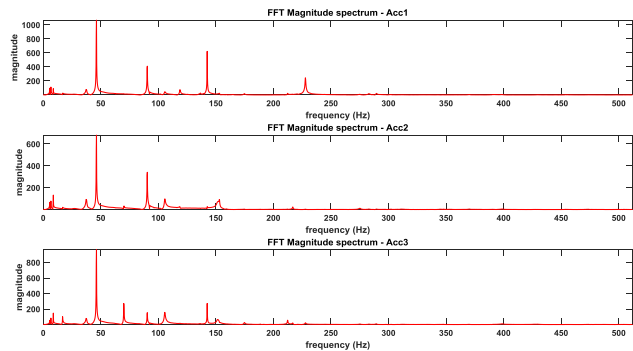 FFT Magnitude spectrum - Acc1
1000
800
600
400
200
magnitude
0 50 100 150 200 250 300 350 400 450 500
frequency (Hz)
FFT Magnitude spectrum - Acc2
600
400
200
magnitude
0 50 100 150 200 250 300 350 400 450 500
frequency (Hz)
FFT Magnitude spectrum - Acc3
800
600
400
200
magnitude
0 50 100 150 200 250 300 350 400 450 500
frequency (Hz)